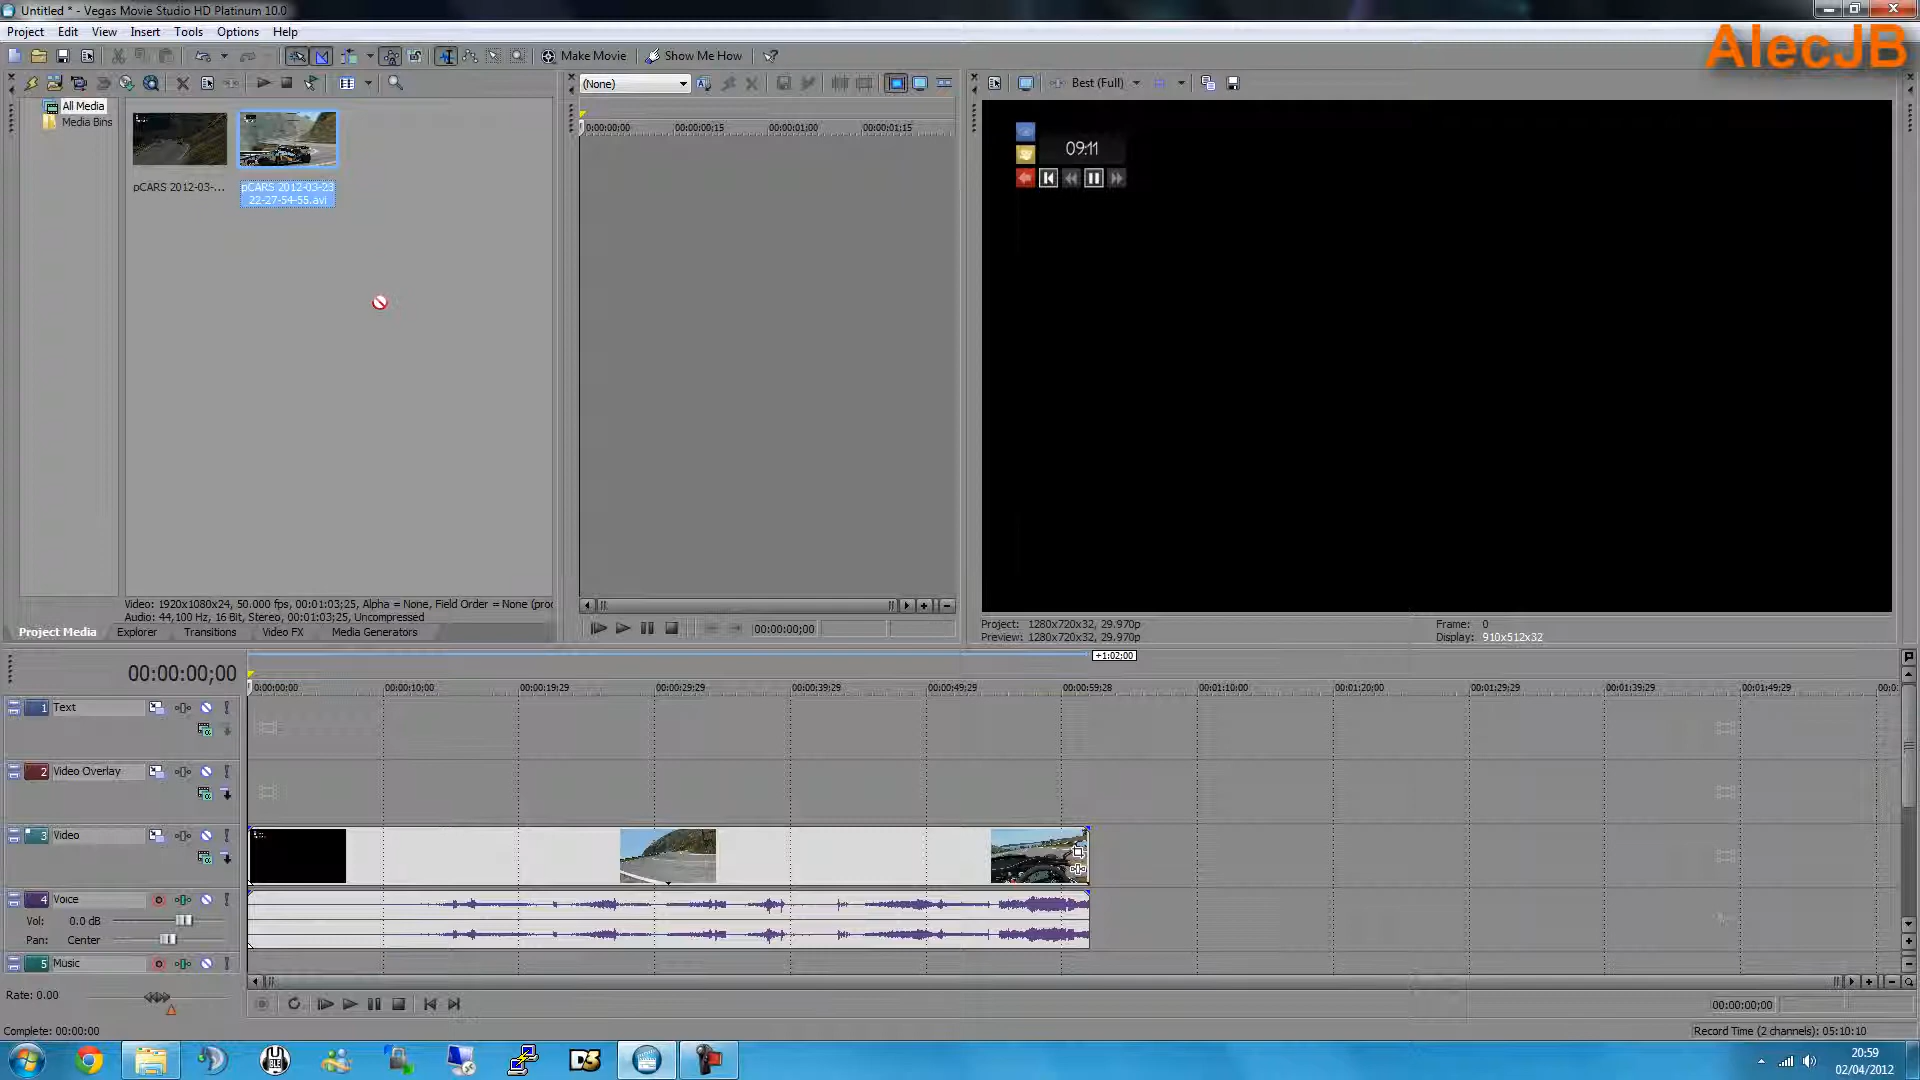 Untitled * - Vegas Movie Studio HD Platinum 10.0
Project Edit View Insert Tools Options Help
AlecJB
Make Movie Show Me How
(None)
Best (Full)
All Media
Media Bins
pCARS 2012-03-...
pCARS 2012-03-23
22-27-54-55.avi
00:00:00;00 00:00:00;15 00:00:01;00 00:00:01;15
09:11
Video: 1920x1080x24, 50.000 fps, 00:01:03;25, Alpha = None, Field Order = None (proc
Audio: 44,100 Hz, 16 Bit, Stereo, 00:01:03;25, Uncompressed
Project Media Explorer Transitions Video FX Media Generators
00:00:00;00
Project: 1280x720x32, 29.970p
Preview: 1280x720x32, 29.970p
Frame: 0
Display: 910x512x32
+1:02:00
00:00:00;00
00:00:00;00 00:00:10;00 00:00:19;29 00:00:29;29 00:00:39;29 00:00:49;29 00:00:59;28 00:01:10;00 00:01:20;00 00:01:29;29 00:01:39;29 00:01:49;29 00:0
1 Text
2 Video Overlay
3 Video
4 Voice
Vol: 0.0 dB
Pan: Center
5 Music
Rate: 0.00
00:00:00;00
Complete: 00:00:00
Record Time (2 channels): 05:10:10
D3
20:59
02/04/2012